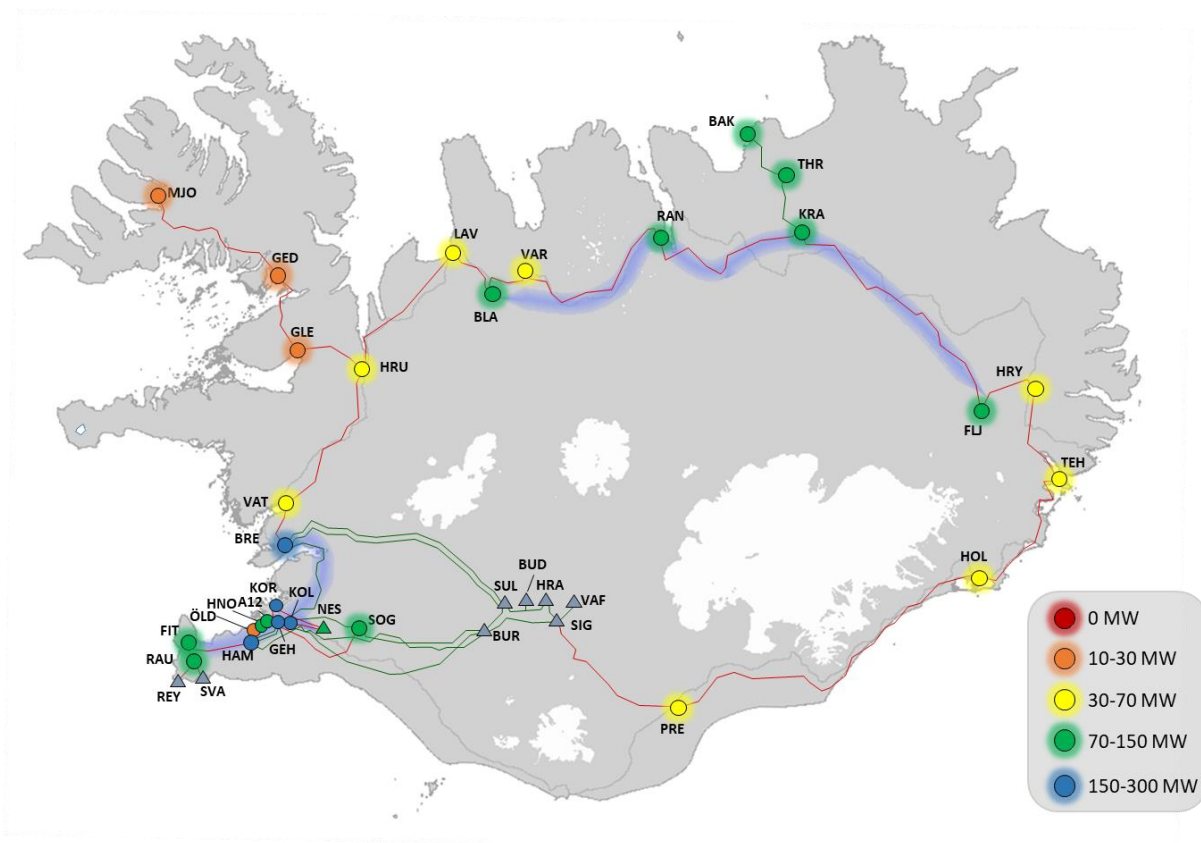 BAK
THR
MJO
RAN
KRA
LAV
VAR
GED
BLA
GLE
HRU
HRY
FLJ
TEH
VAT
BRE
BUD
HOL
SUL
HRA
VAF
KOR
KOL
HNO
A12
NES
ÖLD
SOG
SIG
FIT
BUR
GEH
HAM
RAU
SVA
REY
PRE
0 MW
10-30 MW
30-70 MW
70-150 MW
150-300 MW